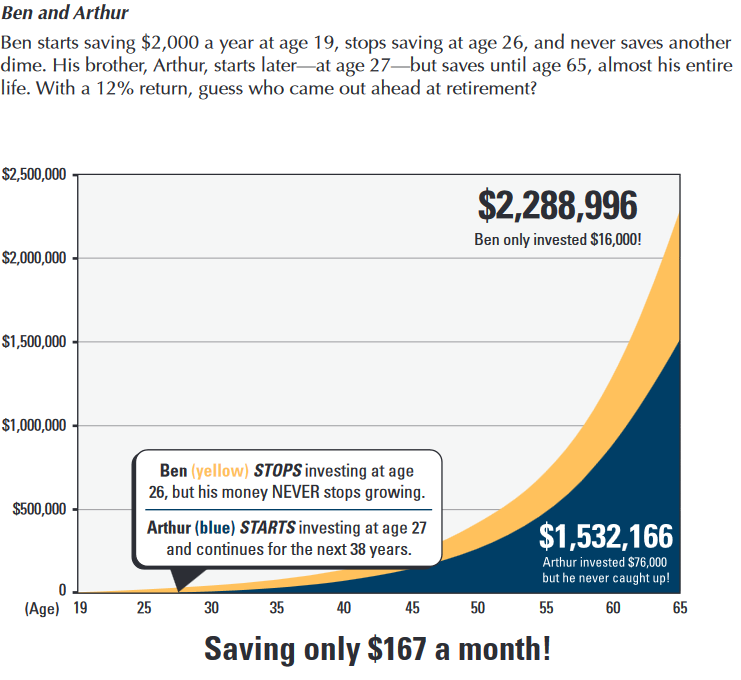 Ben and Arthur
Ben starts saving $2,000 a year at age 19, stops saving at age 26, and never saves another
dime. His brother, Arthur, starts later—at age 27—but saves until age 65, almost his entire
life. With a 12% return, guess who came out ahead at retirement?
$2,500,000
$2,288,996
Ben only invested $16,000!
$2,000,000
$1,500,000
$1,000,000
Ben (yellow) STOPS investing at age
26, but his money NEVER stops growing.
$500,000
Arthur (blue) STARTS investing at age 27
and continues for the next 38 years.
$1,532,166
Arthur invested $76,000
but he never caught up!
0
(Age) 19 25 30 35 40 45 50 55 60 65
Saving only $167 a month!